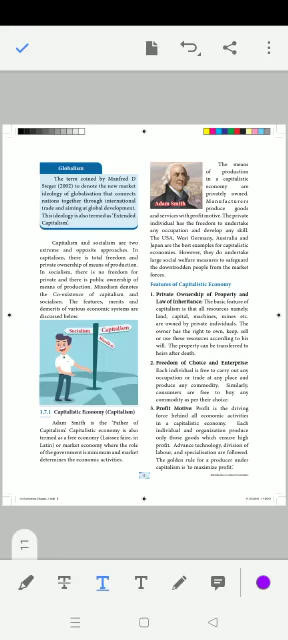 Globalism
The term coined by Manfred D
Steger (2002) to denote the new market
ideology of globalisation that connects
nations together through international
trade and aiming at global development.
This ideology is also termed as 'Extended
Capitalism'.
Capitalism and socialism are two
extreme and opposite approaches. In
capitalism, there is total freedom and
private ownership of means of production.
In socialism, there is no freedom for
private and there is public ownership of
means of production. Mixedism denotes
the Co-existence of capitalism and
socialism. The features, merits and
demerits of various economic systems are
discussed below.
Socialism
Capitalism
Mixedism
1.7.1 Capitalistic Economy (Capitalism)
Adam Smith is the 'Father of
Capitalism'. Capitalistic economy is also
termed as a free economy (Laissez faire, in
Latin) or market economy where the role
of the government is minimum and market
determines the economic activities.
Adam Smith
The means
of production
in a capitalistic
economy are
privately owned.
Manufacturers
produce goods
and services with profit motive. The private
individual has the freedom to undertake
any occupation and develop any skill.
The USA, West Germany, Australia and
Japan are the best examples for capitalistic
economies. However, they do undertake
large social welfare measures to safeguard
the downtrodden people from the market
forces.
Features of Capitalistic Economy
1. Private Ownership of Property and
Law of Inheritance: The basic feature of
capitalism is that all resources namely,
land, capital, machines, mines etc.
are owned by private individuals. The
owner has the right to own, keep, sell
or use these resources according to his
will. The property can be transferred to
heirs after death.
2. Freedom of Choice and Enterprise:
Each individual is free to carry out any
occupation or trade at any place and
produce any commodity. Similarly,
consumers are free to buy any
commodity as per their choice.
3. Profit Motive: Profit is the driving
force behind all economic activities
in a capitalistic economy. Each
individual and organization produce
only those goods which ensure high
profit. Advance technology, division of
labour, and specialisation are followed.
The golden rule for a producer under
capitalism is 'to maximize profit'.
11